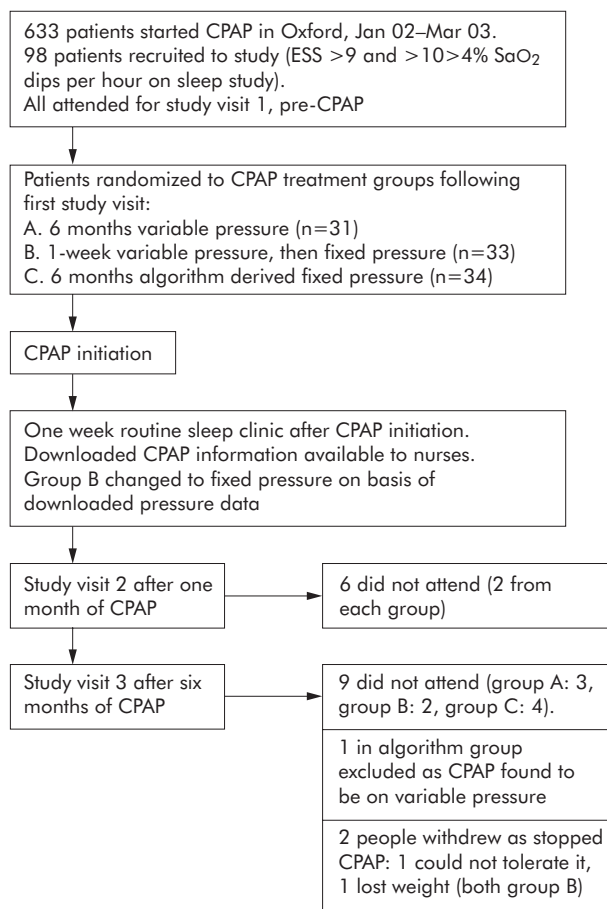 633 patients started CPAP in Oxford, Jan 02–Mar 03.
98 patients recruited to study (ESS >9 and >10>4% SaO2
dips per hour on sleep study).
All attended for study visit 1, pre-CPAP
Patients randomized to CPAP treatment groups following
first study visit:
A. 6 months variable pressure (n=31)
B. 1-week variable pressure, then fixed pressure (n=33)
C. 6 months algorithm derived fixed pressure (n=34)
CPAP initiation
One week routine sleep clinic after CPAP initiation.
Downloaded CPAP information available to nurses.
Group B changed to fixed pressure on basis of
downloaded pressure data
Study visit 2 after one
month of CPAP
6 did not attend (2 from
each group)
Study visit 3 after six
months of CPAP
9 did not attend (group A: 3,
group B: 2, group C: 4).
1 in algorithm group
excluded as CPAP found to
be on variable pressure
2 people withdrew as stopped
CPAP: 1 could not tolerate it,
1 lost weight (both group B)